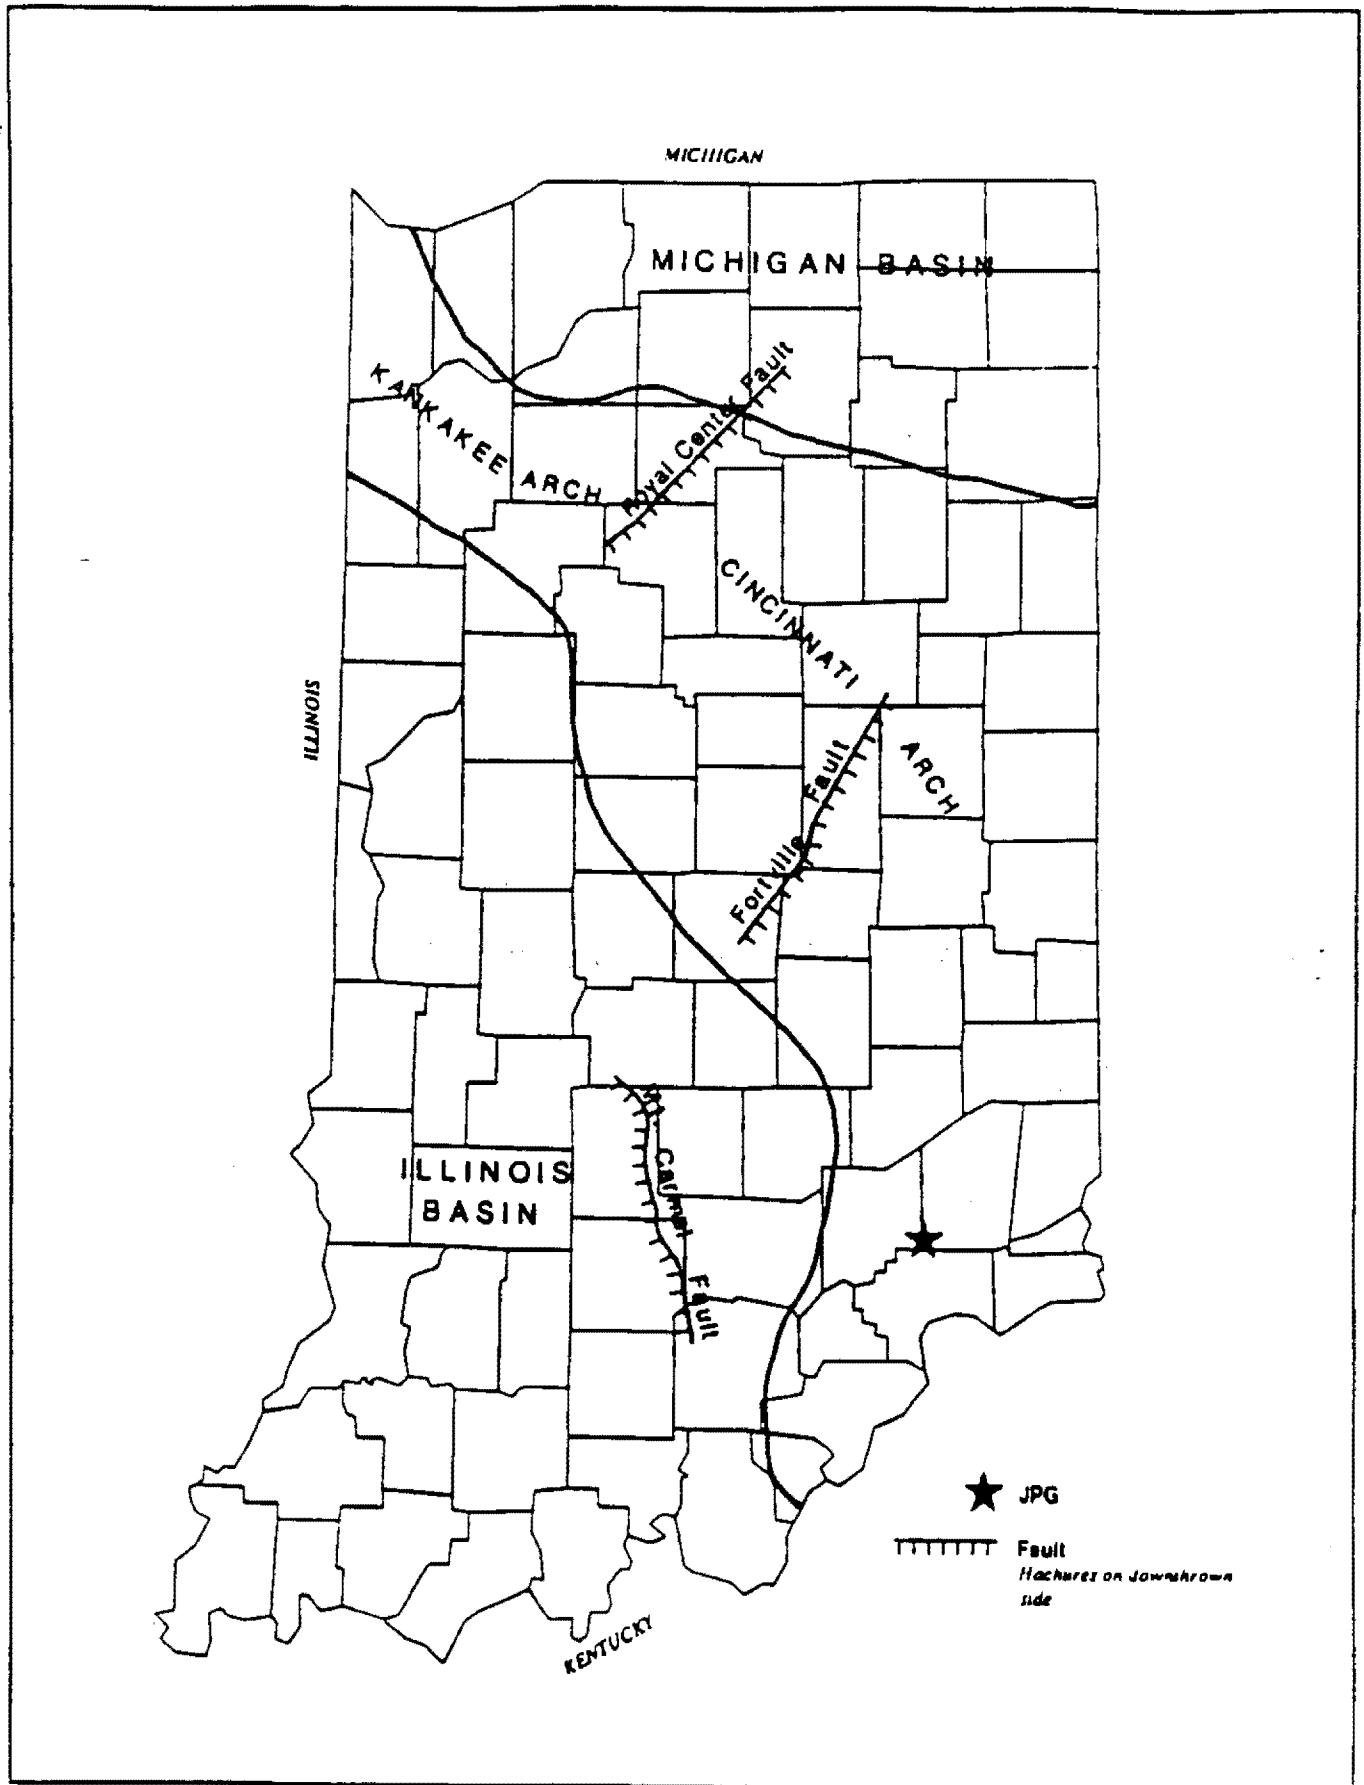 MICHIGAN
MICHIGAN BASIN
KANKAKEE ARCH
Royal Center Fault
CINCINNATI
ARCH
ILLINOIS
Fortville Fault
Mt. Carmel Fault
ILLINOIS
BASIN
JPG
Fault
Hachures on downthrown
side
KENTUCKY